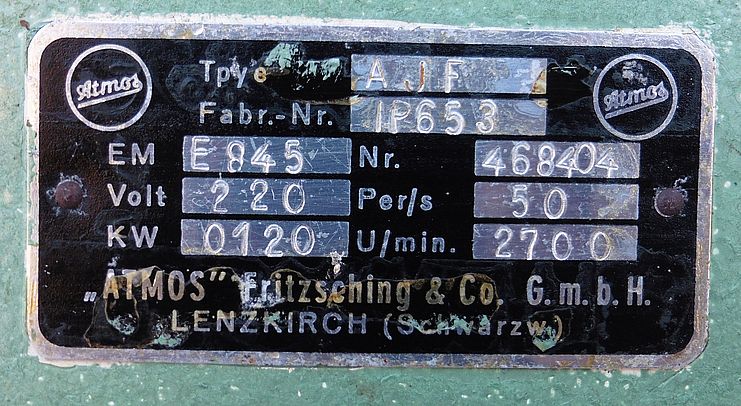 Atmos
Tpye AJF
Atmos
Fabr.-Nr. IP653
EM E845 Nr. 468404
Volt 220 Per/s 50
KW 0120 U/min. 2700
„ATMOS” Fritzsching & Co. G.m.b.H.
LENZKIRCH (Schwarzw.)